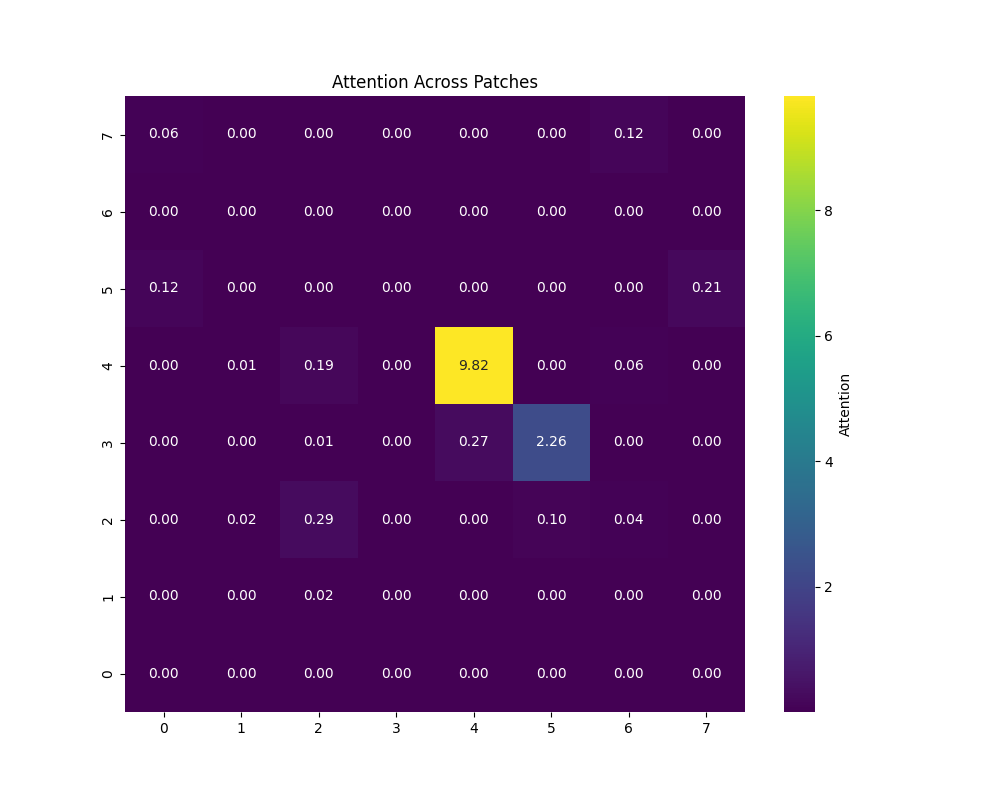 Attention Across Patches
7 0.06 0.00 0.00 0.00 0.00 0.00 0.12 0.00
6 0.00 0.00 0.00 0.00 0.00 0.00 0.00 0.00
5 0.12 0.00 0.00 0.00 0.00 0.00 0.00 0.21
4 0.00 0.01 0.19 0.00 9.82 0.00 0.06 0.00
3 0.00 0.00 0.01 0.00 0.27 2.26 0.00 0.00
2 0.00 0.02 0.29 0.00 0.00 0.10 0.04 0.00
1 0.00 0.00 0.02 0.00 0.00 0.00 0.00 0.00
0 0.00 0.00 0.00 0.00 0.00 0.00 0.00 0.00
0 1 2 3 4 5 6 7
8
6
4
2
Attention